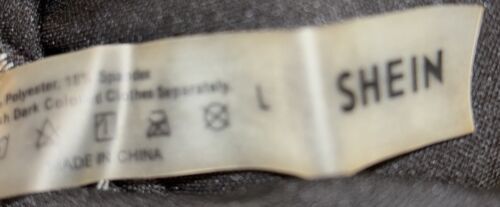 Polyester, 15% Spandex
Dark Colored Clothes Separately.
L
SHEIN
MADE IN CHINA